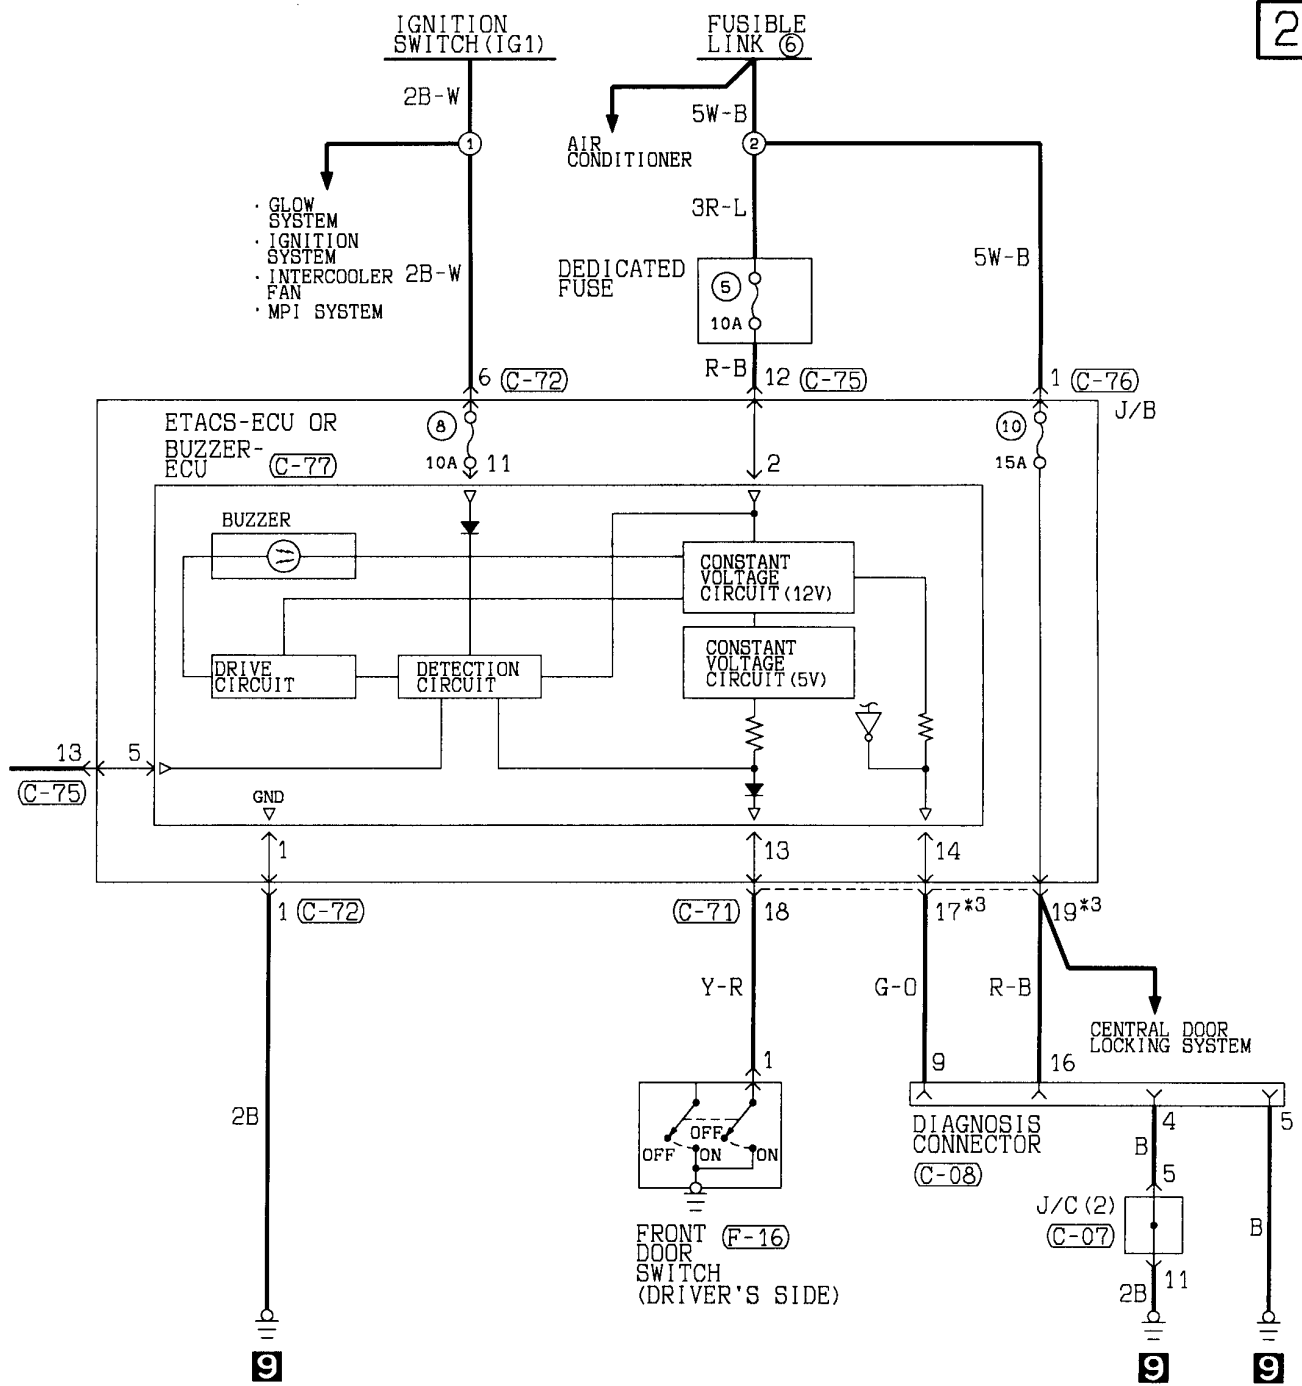 IGNITION
SWITCH(IG1)
FUSIBLE
LINK ⑥
2
2B-W
5W-B
①
②
AIR
CONDITIONER
· GLOW
SYSTEM
· IGNITION
SYSTEM
· INTERCOOLER
FAN
· MPI SYSTEM
2B-W
3R-L
5W-B
DEDICATED
FUSE
⑤
10A
R-B
6
C-72
12
C-75
1
C-76
J/B
ETACS-ECU OR
BUZZER-
ECU
C-77
⑧
10A
11
2
⑩
15A
BUZZER
CONSTANT
VOLTAGE
CIRCUIT(12V)
DRIVE
CIRCUIT
DETECTION
CIRCUIT
CONSTANT
VOLTAGE
CIRCUIT(5V)
13
5
C-75
GND
1
13
14
1
C-72
C-71
18
17*3
19*3
Y-R
G-O
R-B
CENTRAL DOOR
LOCKING SYSTEM
1
9
16
2B
OFF
OFF
ON
ON
4
5
DIAGNOSIS
CONNECTOR
C-08
B
5
J/C(2)
C-07
B
FRONT
DOOR
SWITCH
(DRIVER'S SIDE)
F-16
11
2B
9
9
9